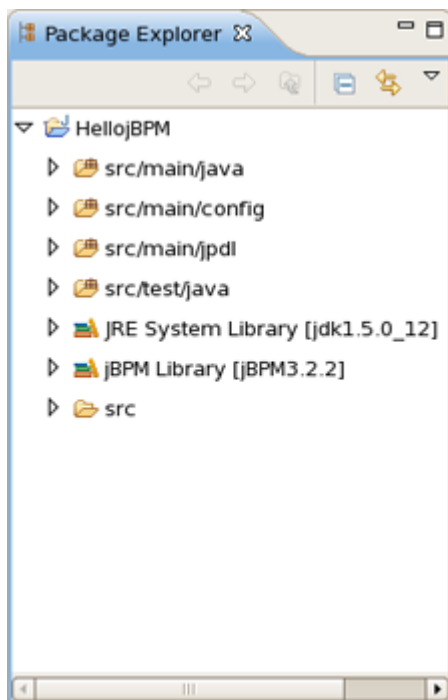 Package Explorer
HellojBPM
src/main/java
src/main/config
src/main/jpdl
src/test/java
JRE System Library [jdk1.5.0_12]
jBPM Library [jBPM3.2.2]
src